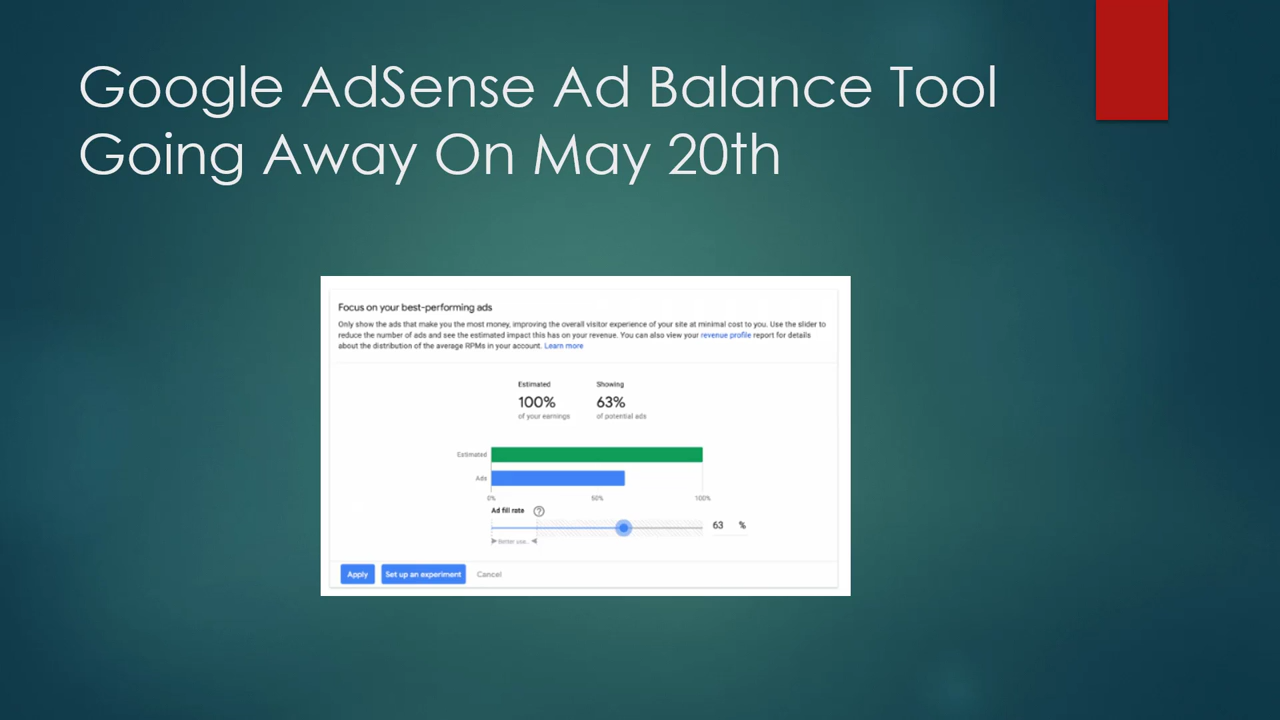 Google AdSense Ad Balance Tool
Going Away On May 20th
Focus on your best-performing ads
Only show the ads that make you the most money, improving the overall visitor experience of your site at minimal cost to you. Use the slider to
reduce the number of ads and see the estimated impact this has on your revenue. You can also view your revenue profile report for details
about the distribution of the average RPMs in your account. Learn more
Estimated Showing
100% 63%
of your earnings of potential ads
Estimated
Ads
0% 50% 100%
Ad fill rate ?
63 %
Better use..
Apply Set up an experiment Cancel